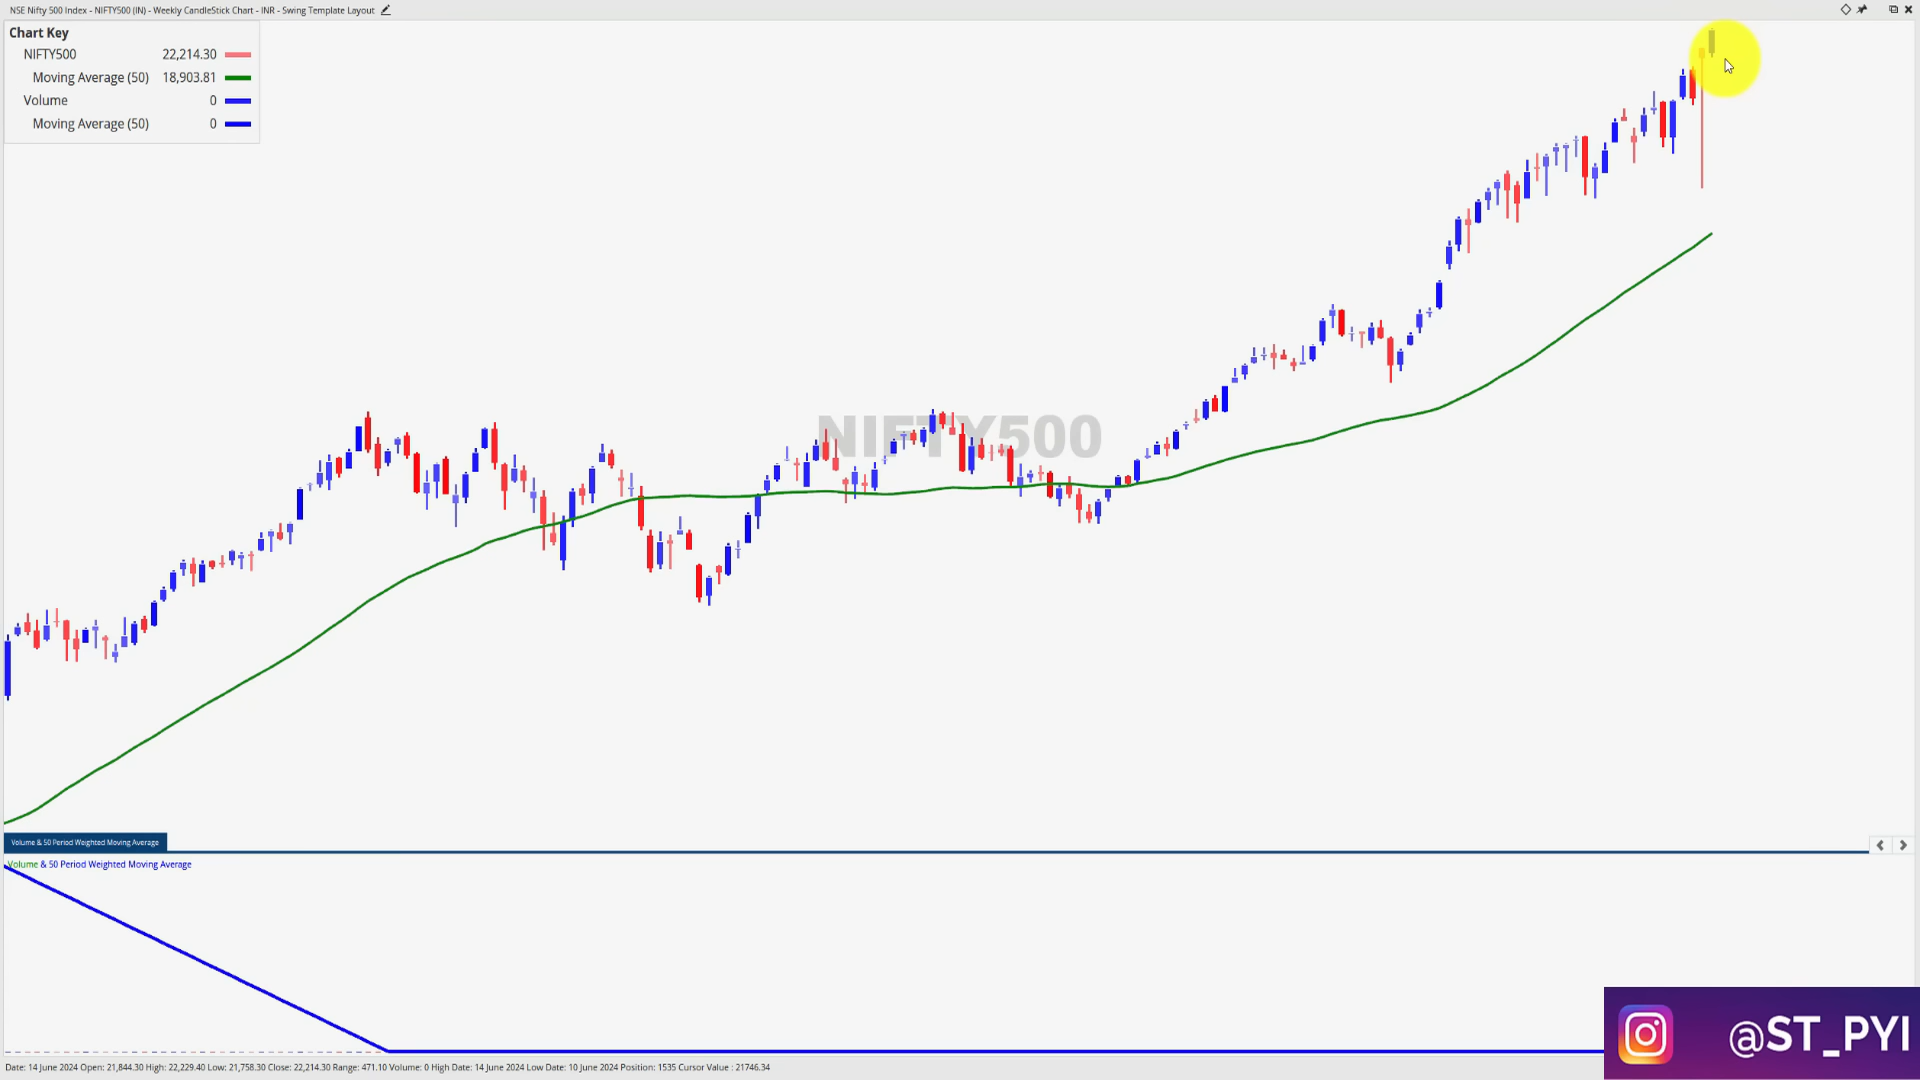 NSE Nifty 500 Index - NIFTY500 (IN) - Weekly CandleStick Chart - INR - Swing Template Layout
Chart Key
NIFTY500 22,214.30
Moving Average (50) 18,903.81
Volume 0
Moving Average (50) 0
NIFTY500
Volume & 50 Period Weighted Moving Average
Volume & 50 Period Weighted Moving Average
@ST_PYI
Date: 14 June 2024 Open: 21,844.30 High: 22,229.40 Low: 21,758.30 Close: 22,214.30 Range: 471.10 Volume: 0 High Date: 14 June 2024 Low Date: 10 June 2024 Position: 1535 Cursor Value : 21746.34